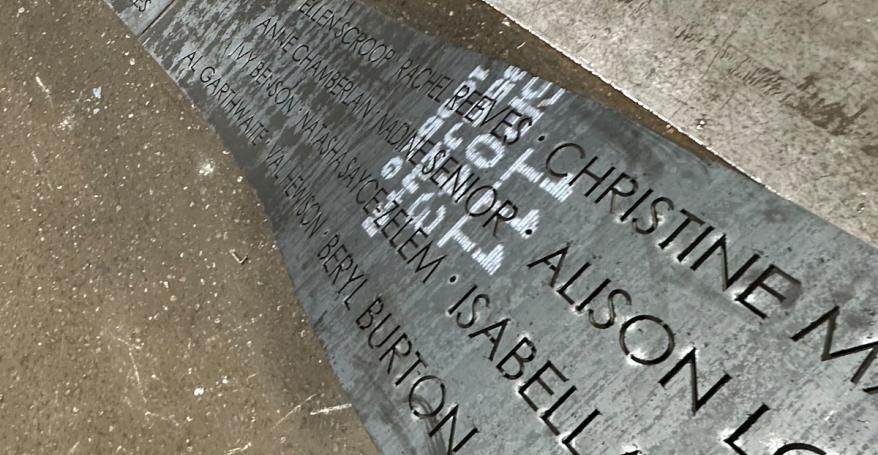 ELLEN SCROOP · RACHEL REEVES · CHRISTINE
ANNE CHAMBERLAIN · NADINE SENIOR · ALISON
IVY BENSON · NATASHA SAYCE-ZELEM · ISABELLA
AL GARTHWAITE · VAL HEWISON · BERYL BURTON